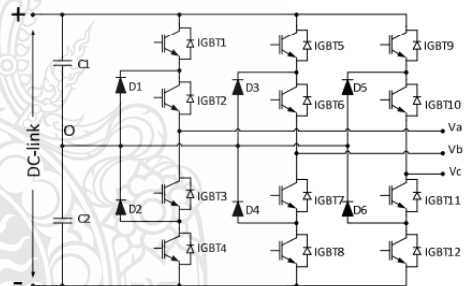 +
IGBT1
IGBT5
IGBT9
C1
D1
D3
D5
IGBT2
IGBT6
IGBT10
O
Va
DC-link
Vb
Vc
IGBT3
IGBT7
IGBT11
D2
D4
D6
C2
IGBT4
IGBT8
IGBT12
-